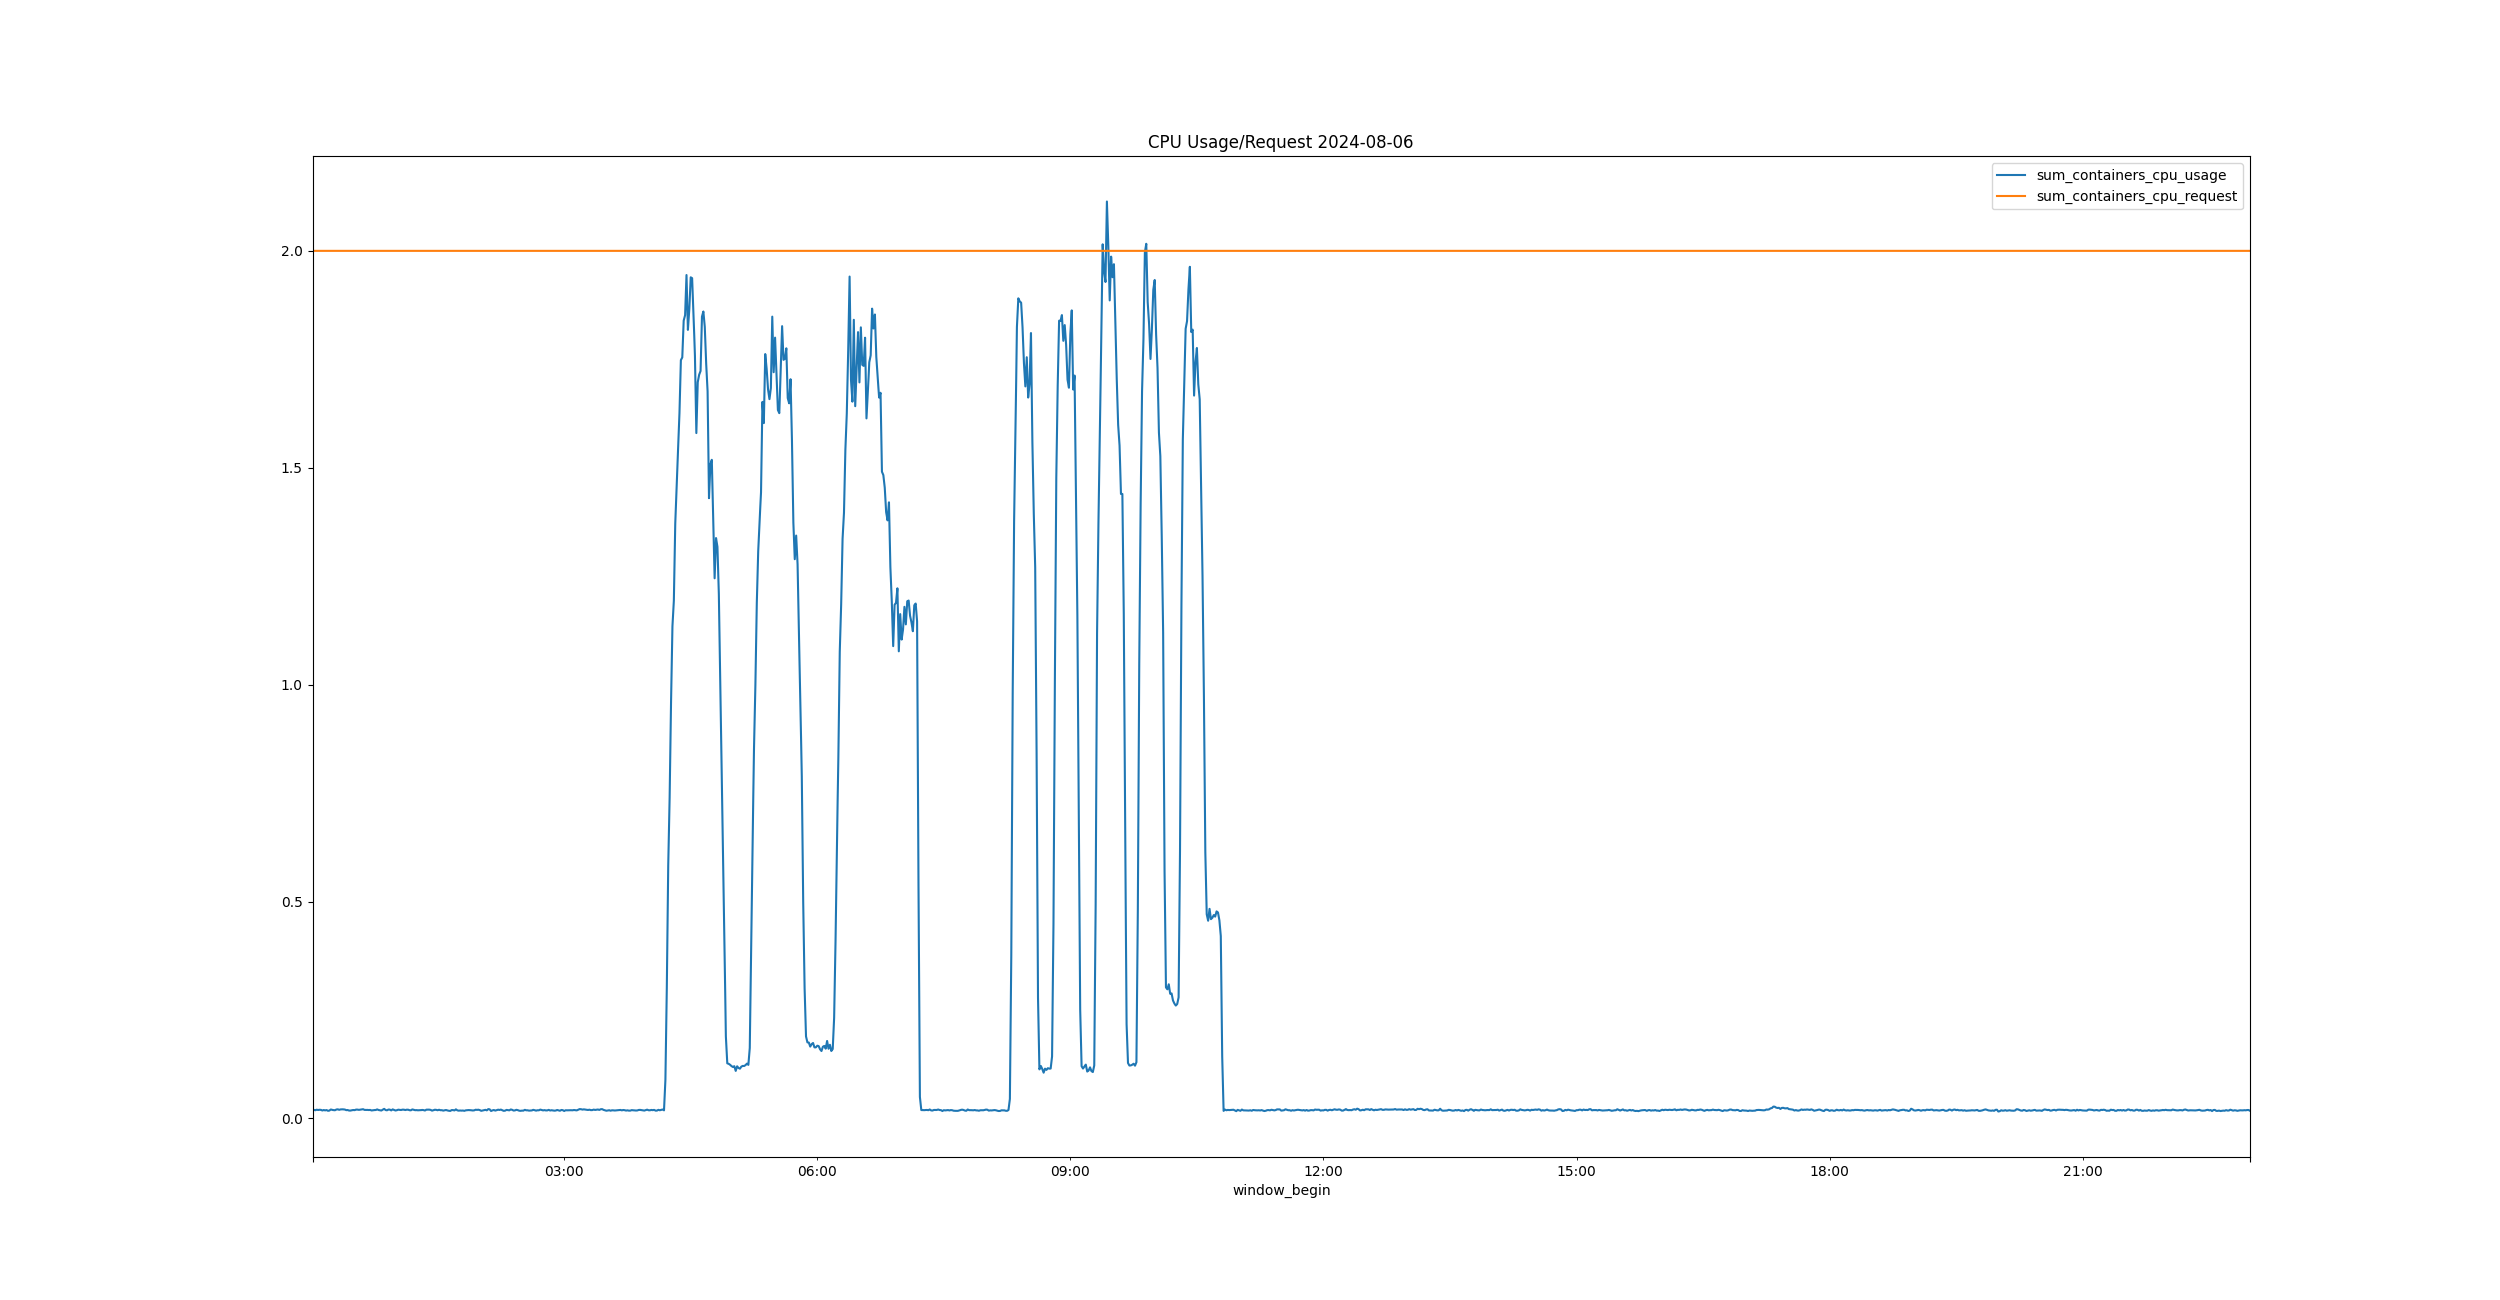 CPU Usage/Request 2024-08-06
sum_containers_cpu_usage
sum_containers_cpu_request
2.0
1.5
1.0
0.5
0.0
03:00 06:00 09:00 12:00 15:00 18:00 21:00
window_begin